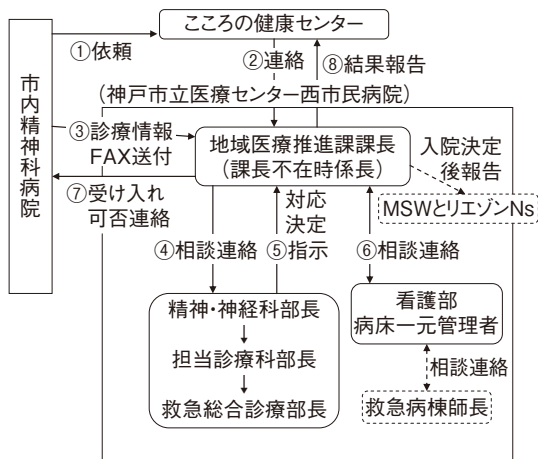 こころの健康センター
①依頼
②連絡
⑧結果報告
(神戸市立医療センター西市民病院)
市内精神科病院
③診療情報
FAX送付
地域医療推進課課長
(課長不在時係長)
入院決定
後報告
⑦受け入れ
可否連絡
MSWとリエゾンNs
対応
決定
④相談連絡
⑤指示
⑥相談連絡
精神・神経科部長
担当診療科部長
救急総合診療部長
看護部
病床一元管理者
相談連絡
救急病棟師長